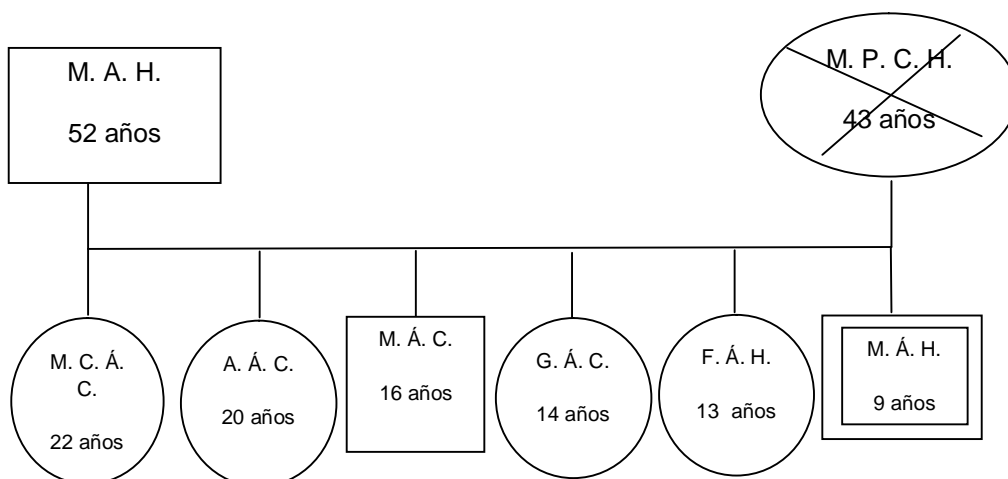 M. A. H.
52 años
M. P. C. H.
43 años
M. C. Á.
C.
22 años
A. Á. C.
20 años
M. Á. C.
16 años
G. Á. C.
14 años
F. Á. H.
13 años
M. Á. H.
9 años